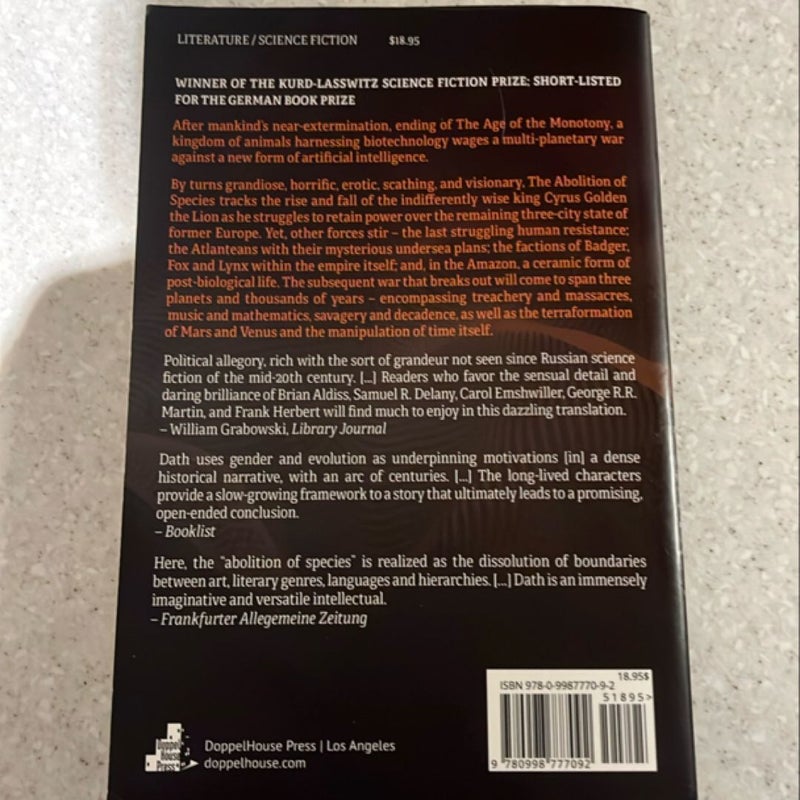 LITERATURE / SCIENCE FICTION $18.95
WINNER OF THE KURD-LASSWITZ SCIENCE FICTION PRIZE; SHORT-LISTED
FOR THE GERMAN BOOK PRIZE
After mankind's near-extermination, ending of The Age of the Monotony, a
kingdom of animals harnessing biotechnology wages a multi-planetary war
against a new form of artificial intelligence.
By turns grandiose, horrific, erotic, scathing, and visionary, The Abolition of
Species tracks the rise and fall of the indifferently wise king Cyrus Golden
the Lion as he struggles to retain power over the remaining three-city state of
former Europe. Yet, other forces stir – the last struggling human resistance;
the Atlanteans with their mysterious undersea plans; the factions of Badger,
Fox and Lynx within the empire itself; and, in the Amazon, a ceramic form of
post-biological life. The subsequent war that breaks out will come to span three
planets and thousands of years – encompassing treachery and massacres,
music and mathematics, savagery and decadence, as well as the terraformation
of Mars and Venus and the manipulation of time itself.
Political allegory, rich with the sort of grandeur not seen since Russian science
fiction of the mid-20th century. [...] Readers who favor the sensual detail and
daring brilliance of Brian Aldiss, Samuel R. Delany, Carol Emshwiller, George R.R.
Martin, and Frank Herbert will find much to enjoy in this dazzling translation.
– William Grabowski, Library Journal
Dath uses gender and evolution as underpinning motivations [in] a dense
historical narrative, with an arc of centuries. [...] The long-lived characters
provide a slow-growing framework to a story that ultimately leads to a promising,
open-ended conclusion.
– Booklist
Here, the "abolition of species" is realized as the dissolution of boundaries
between art, literary genres, languages and hierarchies. [...] Dath is an immensely
imaginative and versatile intellectual.
– Frankfurter Allgemeine Zeitung
18.95$
ISBN 978-0-9987770-9-2
51895>
9 780998 777092
Doppel
House
Press
DoppelHouse Press | Los Angeles
doppelhouse.com